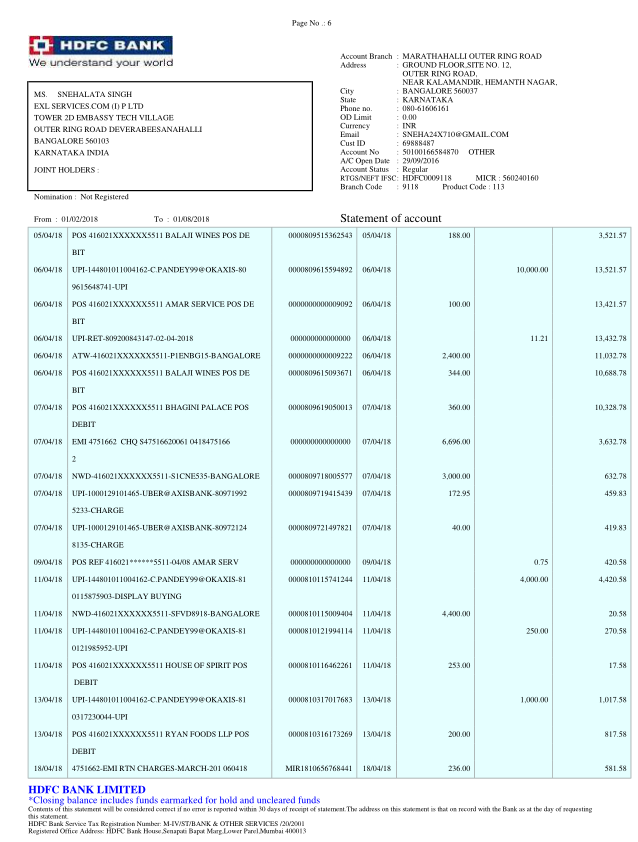 Page No .: 6
HDFC BANK
We understand your world
Account Branch : MARATHAHALLI OUTER RING ROAD
Address : GROUND FLOOR,SITE NO. 12,
OUTER RING ROAD,
NEAR KALAMANDIR, HEMANTH NAGAR,
City : BANGALORE 560037
State : KARNATAKA
Phone no. : 080-61606161
OD Limit : 0.00
Currency : INR
Email : SNEHA24X710@GMAIL.COM
Cust ID : 69888487
Account No : 50100166584870 OTHER
A/C Open Date : 29/09/2016
Account Status : Regular
RTGS/NEFT IFSC: HDFC0009118 MICR : 560240160
Branch Code : 9118 Product Code : 113
MS. SNEHALATA SINGH
EXL SERVICES.COM (I) P LTD
TOWER 2D EMBASSY TECH VILLAGE
OUTER RING ROAD DEVERABEESANAHALLI
BANGALORE 560103
KARNATAKA INDIA
JOINT HOLDERS :
Nomination : Not Registered
From : 01/02/2018 To : 01/08/2018 Statement of account
05/04/18 POS 416021XXXXXX5511 BALAJI WINES POS DE 0000809515362543 05/04/18 188.00 3,521.57
BIT
06/04/18 UPI-144801011004162-C.PANDEY99@OKAXIS-80 0000809615594892 06/04/18 10,000.00 13,521.57
9615648741-UPI
06/04/18 POS 416021XXXXXX5511 AMAR SERVICE POS DE 0000000000009092 06/04/18 100.00 13,421.57
BIT
06/04/18 UPI-RET-809200843147-02-04-2018 000000000000000 06/04/18 11.21 13,432.78
06/04/18 ATW-416021XXXXXX5511-P1ENBG15-BANGALORE 0000000000009222 06/04/18 2,400.00 11,032.78
06/04/18 POS 416021XXXXXX5511 BALAJI WINES POS DE 0000809615093671 06/04/18 344.00 10,688.78
BIT
07/04/18 POS 416021XXXXXX5511 BHAGINI PALACE POS 0000809619050013 07/04/18 360.00 10,328.78
DEBIT
07/04/18 EMI 4751662 CHQ S47516620061 0418475166 000000000000000 07/04/18 6,696.00 3,632.78
2
07/04/18 NWD-416021XXXXXX5511-S1CNE535-BANGALORE 0000809718005577 07/04/18 3,000.00 632.78
07/04/18 UPI-1000129101465-UBER@AXISBANK-80971992 0000809719415439 07/04/18 172.95 459.83
5233-CHARGE
07/04/18 UPI-1000129101465-UBER@AXISBANK-80972124 0000809721497821 07/04/18 40.00 419.83
8135-CHARGE
09/04/18 POS REF 416021******5511-04/08 AMAR SERV 000000000000000 09/04/18 0.75 420.58
11/04/18 UPI-144801011004162-C.PANDEY99@OKAXIS-81 0000810115741244 11/04/18 4,000.00 4,420.58
0115875903-DISPLAY BUYING
11/04/18 NWD-416021XXXXXX5511-SFVD8918-BANGALORE 0000810115009404 11/04/18 4,400.00 20.58
11/04/18 UPI-144801011004162-C.PANDEY99@OKAXIS-81 0000810121994114 11/04/18 250.00 270.58
0121985952-UPI
11/04/18 POS 416021XXXXXX5511 HOUSE OF SPIRIT POS 0000810116462261 11/04/18 253.00 17.58
DEBIT
13/04/18 UPI-144801011004162-C.PANDEY99@OKAXIS-81 0000810317017683 13/04/18 1,000.00 1,017.58
0317230044-UPI
13/04/18 POS 416021XXXXXX5511 RYAN FOODS LLP POS 0000810316173269 13/04/18 200.00 817.58
DEBIT
18/04/18 4751662-EMI RTN CHARGES-MARCH-201 060418 MIR1810656768441 18/04/18 236.00 581.58
HDFC BANK LIMITED
*Closing balance includes funds earmarked for hold and uncleared funds
Contents of this statement will be considered correct if no error is reported within 30 days of receipt of statement.The address on this statement is that on record with the Bank as at the day of requesting
this statement.
HDFC Bank Service Tax Registration Number: M-IV/ST/BANK & OTHER SERVICES /20/2001
Registered Office Address: HDFC Bank House,Senapati Bapat Marg,Lower Parel,Mumbai 400013